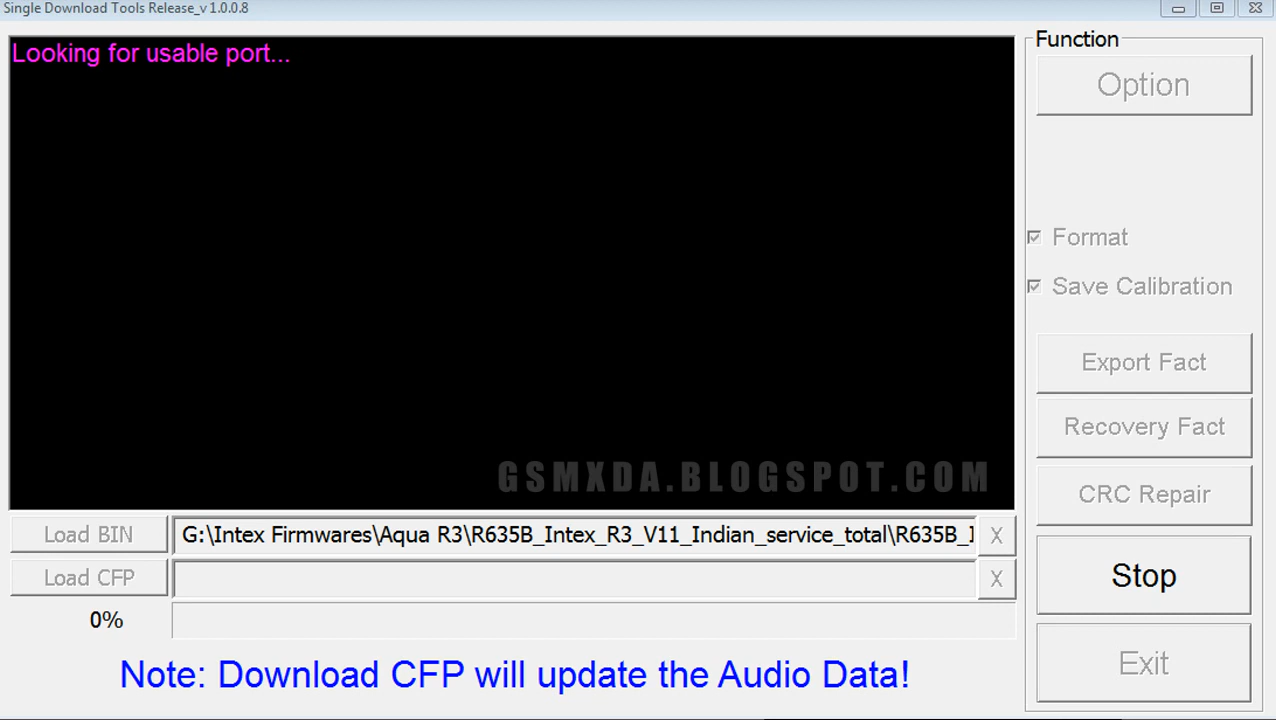 Single Download Tools Release_v 1.0.0.8
Looking for usable port...
GSMXDA.BLOGSPOT.COM
Function
Option
Format
Save Calibration
Export Fact
Recovery Fact
CRC Repair
Stop
Exit
Load BIN
G:\Intex Firmwares\Aqua R3\R635B_Intex_R3_V11_Indian_service_total\R635B_I
X
Load CFP
X
0%
Note: Download CFP will update the Audio Data!